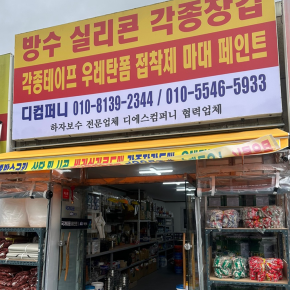 방수 실리콘 각종장갑
각종테이프 우레탄폼 접착제 마대 페인트
디컴퍼니 010-8139-2344 / 010-5546-5933
하자보수 전문업체 디에스컴퍼니 협력업체